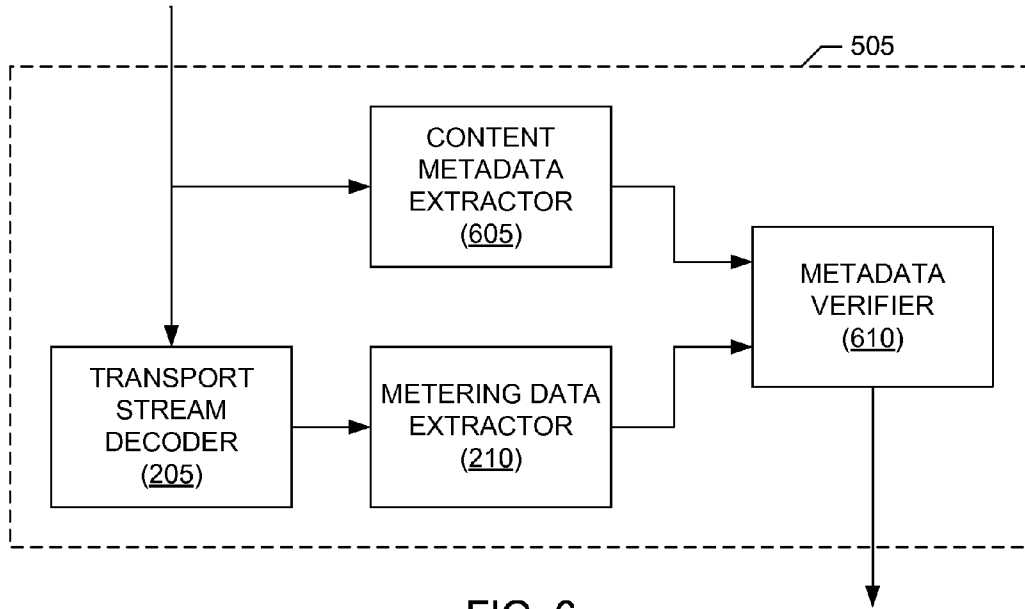 505
CONTENT
METADATA
EXTRACTOR
(605)
METADATA
VERIFIER
(610)
TRANSPORT
STREAM
DECODER
(205)
METERING DATA
EXTRACTOR
(210)
FIG. 6